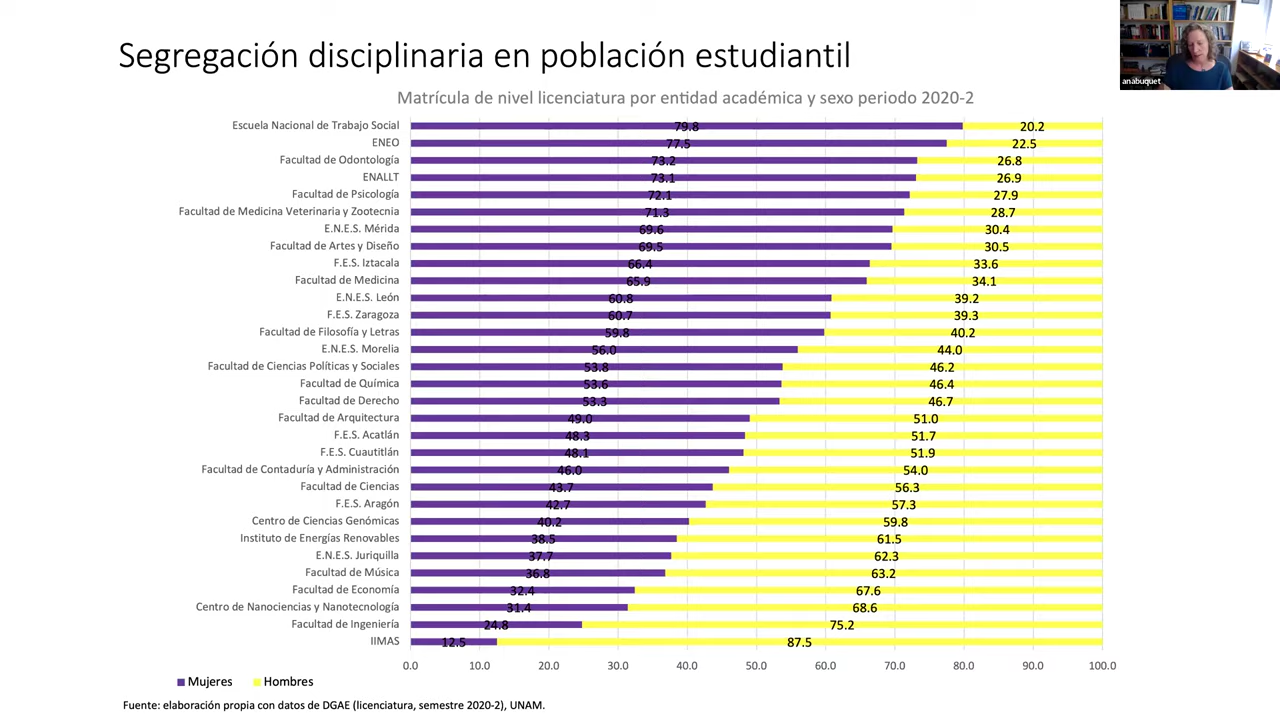 Segregación disciplinaria en población estudiantil
anabuquet
Matrícula de nivel licenciatura por entidad académica y sexo periodo 2020-2
Escuela Nacional de Trabajo Social 79.8 20.2
ENEO 77.5 22.5
Facultad de Odontología 73.2 26.8
ENALLT 73.1 26.9
Facultad de Psicología 72.1 27.9
Facultad de Medicina Veterinaria y Zootecnia 71.3 28.7
E.N.E.S. Mérida 69.6 30.4
Facultad de Artes y Diseño 69.5 30.5
F.E.S. Iztacala 66.4 33.6
Facultad de Medicina 65.9 34.1
E.N.E.S. León 60.8 39.2
F.E.S. Zaragoza 60.7 39.3
Facultad de Filosofía y Letras 59.8 40.2
E.N.E.S. Morelia 56.0 44.0
Facultad de Ciencias Políticas y Sociales 53.8 46.2
Facultad de Química 53.6 46.4
Facultad de Derecho 53.3 46.7
Facultad de Arquitectura 49.0 51.0
F.E.S. Acatlán 48.3 51.7
F.E.S. Cuautitlán 48.1 51.9
Facultad de Contaduría y Administración 46.0 54.0
Facultad de Ciencias 43.7 56.3
F.E.S. Aragón 42.7 57.3
Centro de Ciencias Genómicas 40.2 59.8
Instituto de Energías Renovables 38.5 61.5
E.N.E.S. Juriquilla 37.7 62.3
Facultad de Música 36.8 63.2
Facultad de Economía 32.4 67.6
Centro de Nanociencias y Nanotecnología 31.4 68.6
Facultad de Ingeniería 24.8 75.2
IIMAS 12.5 87.5
0.0 10.0 20.0 30.0 40.0 50.0 60.0 70.0 80.0 90.0 100.0
Mujeres Hombres
Fuente: elaboración propia con datos de DGAE (licenciatura, semestre 2020-2), UNAM.